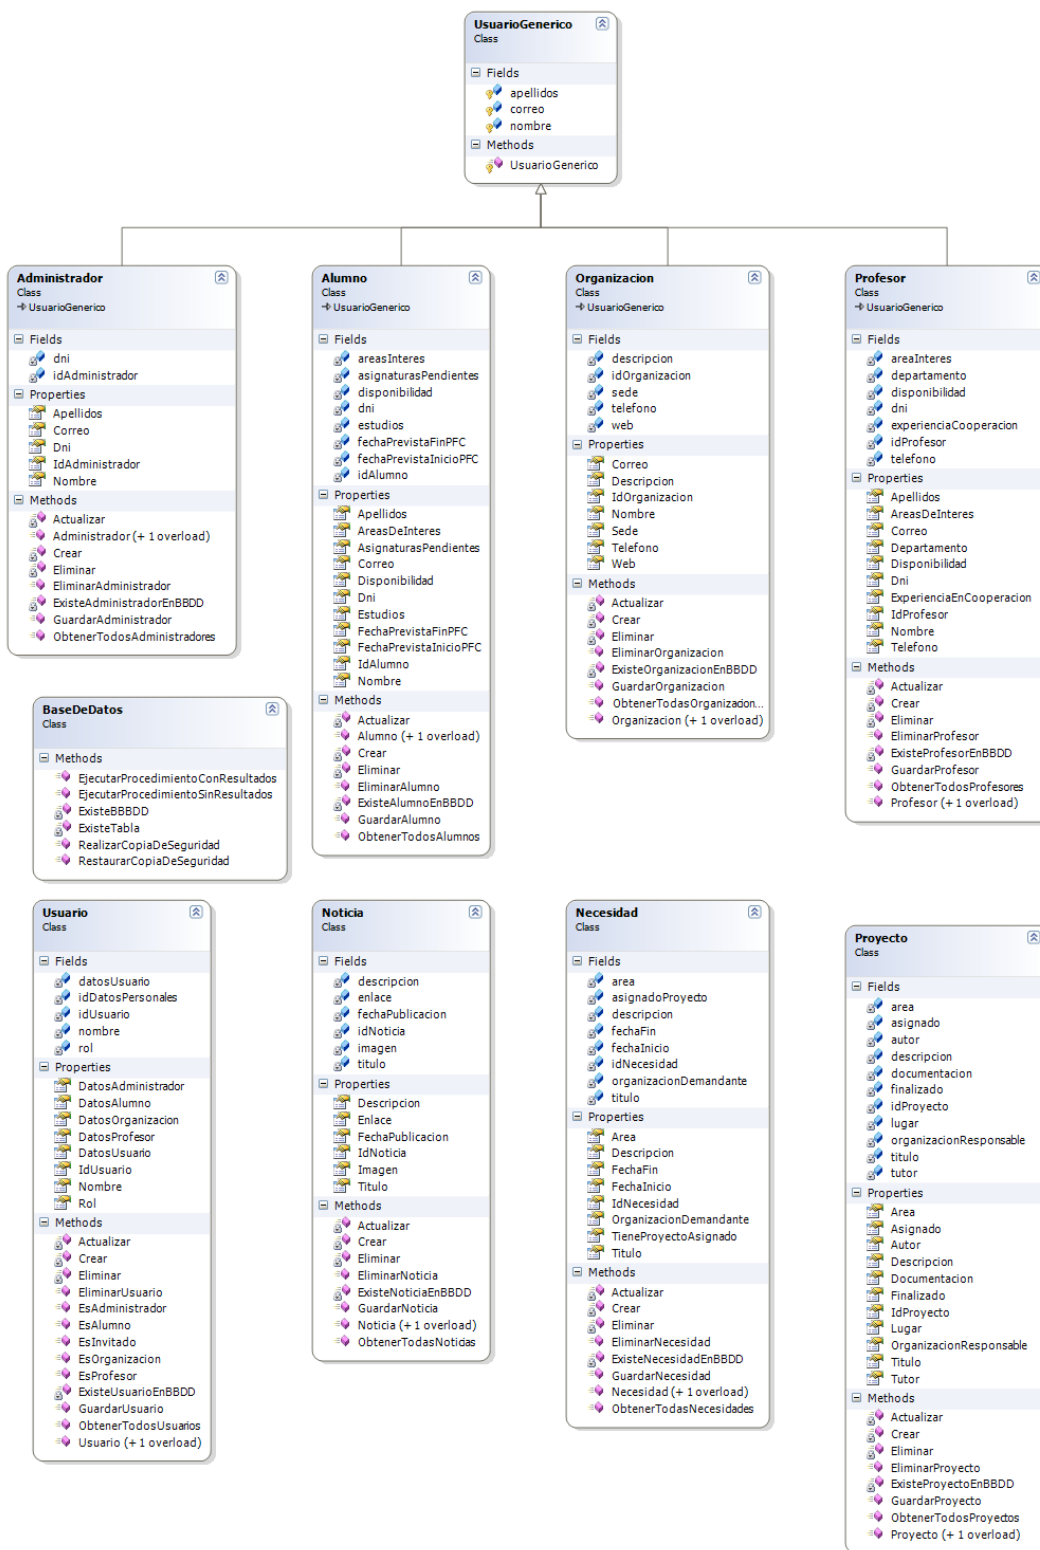 UsuarioGenerico
Class
Fields
apellidos
correo
nombre
Methods
UsuarioGenerico
Administrador
Class
UsuarioGenerico
Fields
dni
idAdministrador
Properties
Apellidos
Correo
Dni
IdAdministrador
Nombre
Methods
Actualizar
Administrador (+ 1 overload)
Crear
Eliminar
EliminarAdministrador
ExisteAdministradorEnBBDD
GuardarAdministrador
ObtenerTodosAdministradores
Alumno
Class
UsuarioGenerico
Fields
areasInteres
asignaturasPendientes
disponibilidad
dni
estudios
fechaPrevistaFinPFC
fechaPrevistaInicioPFC
idAlumno
Properties
Apellidos
AreasDeInteres
AsignaturasPendientes
Correo
Disponibilidad
Dni
Estudios
FechaPrevistaFinPFC
FechaPrevistaInicioPFC
IdAlumno
Nombre
Methods
Actualizar
Alumno (+ 1 overload)
Crear
Eliminar
EliminarAlumno
ExisteAlumnoEnBBDD
GuardarAlumno
ObtenerTodosAlumnos
Organizacion
Class
UsuarioGenerico
Fields
descripcion
idOrganizacion
sede
telefono
web
Properties
Correo
Descripcion
IdOrganizacion
Nombre
Sede
Telefono
Web
Methods
Actualizar
Crear
Eliminar
EliminarOrganizacion
ExisteOrganizacionEnBBDD
GuardarOrganizacion
ObtenerTodasOrganizacion...
Organizacion (+ 1 overload)
Profesor
Class
UsuarioGenerico
Fields
areaInteres
departamento
disponibilidad
dni
experienciaCooperacion
idProfesor
telefono
Properties
Apellidos
AreasDeInteres
Correo
Departamento
Disponibilidad
Dni
ExperienciaEnCooperacion
IdProfesor
Nombre
Telefono
Methods
Actualizar
Crear
Eliminar
EliminarProfesor
ExisteProfesorEnBBDD
GuardarProfesor
ObtenerTodosProfesores
Profesor (+ 1 overload)
BaseDeDatos
Class
Methods
EjecutarProcedimientoConResultados
EjecutarProcedimientoSinResultados
ExisteBBBDD
ExisteTabla
RealizarCopiaDeSeguridad
RestaurarCopiaDeSeguridad
Usuario
Class
Fields
datosUsuario
idDatosPersonales
idUsuario
nombre
rol
Properties
DatosAdministrador
DatosAlumno
DatosOrganizacion
DatosProfesor
DatosUsuario
IdUsuario
Nombre
Rol
Methods
Actualizar
Crear
Eliminar
EliminarUsuario
EsAdministrador
EsAlumno
EsInvitado
EsOrganizacion
EsProfesor
ExisteUsuarioEnBBDD
GuardarUsuario
ObtenerTodosUsuarios
Usuario (+ 1 overload)
Noticia
Class
Fields
descripcion
enlace
fechaPublicacion
idNoticia
imagen
titulo
Properties
Descripcion
Enlace
FechaPublicacion
IdNoticia
Imagen
Titulo
Methods
Actualizar
Crear
Eliminar
EliminarNoticia
ExisteNoticiaEnBBDD
GuardarNoticia
Noticia (+ 1 overload)
ObtenerTodasNoticias
Necesidad
Class
Fields
area
asignadoProyecto
descripcion
fechaFin
fechaInicio
idNecesidad
organizacionDemandante
titulo
Properties
Area
Descripcion
FechaFin
FechaInicio
IdNecesidad
OrganizacionDemandante
TieneProyectoAsignado
Titulo
Methods
Actualizar
Crear
Eliminar
EliminarNecesidad
ExisteNecesidadEnBBDD
GuardarNecesidad
Necesidad (+ 1 overload)
ObtenerTodasNecesidades
Proyecto
Class
Fields
area
asignado
autor
descripcion
documentacion
finalizado
idProyecto
lugar
organizacionResponsable
titulo
tutor
Properties
Area
Asignado
Autor
Descripcion
Documentacion
Finalizado
IdProyecto
Lugar
OrganizacionResponsable
Titulo
Tutor
Methods
Actualizar
Crear
Eliminar
EliminarProyecto
ExisteProyectoEnBBDD
GuardarProyecto
ObtenerTodosProyectos
Proyecto (+ 1 overload)